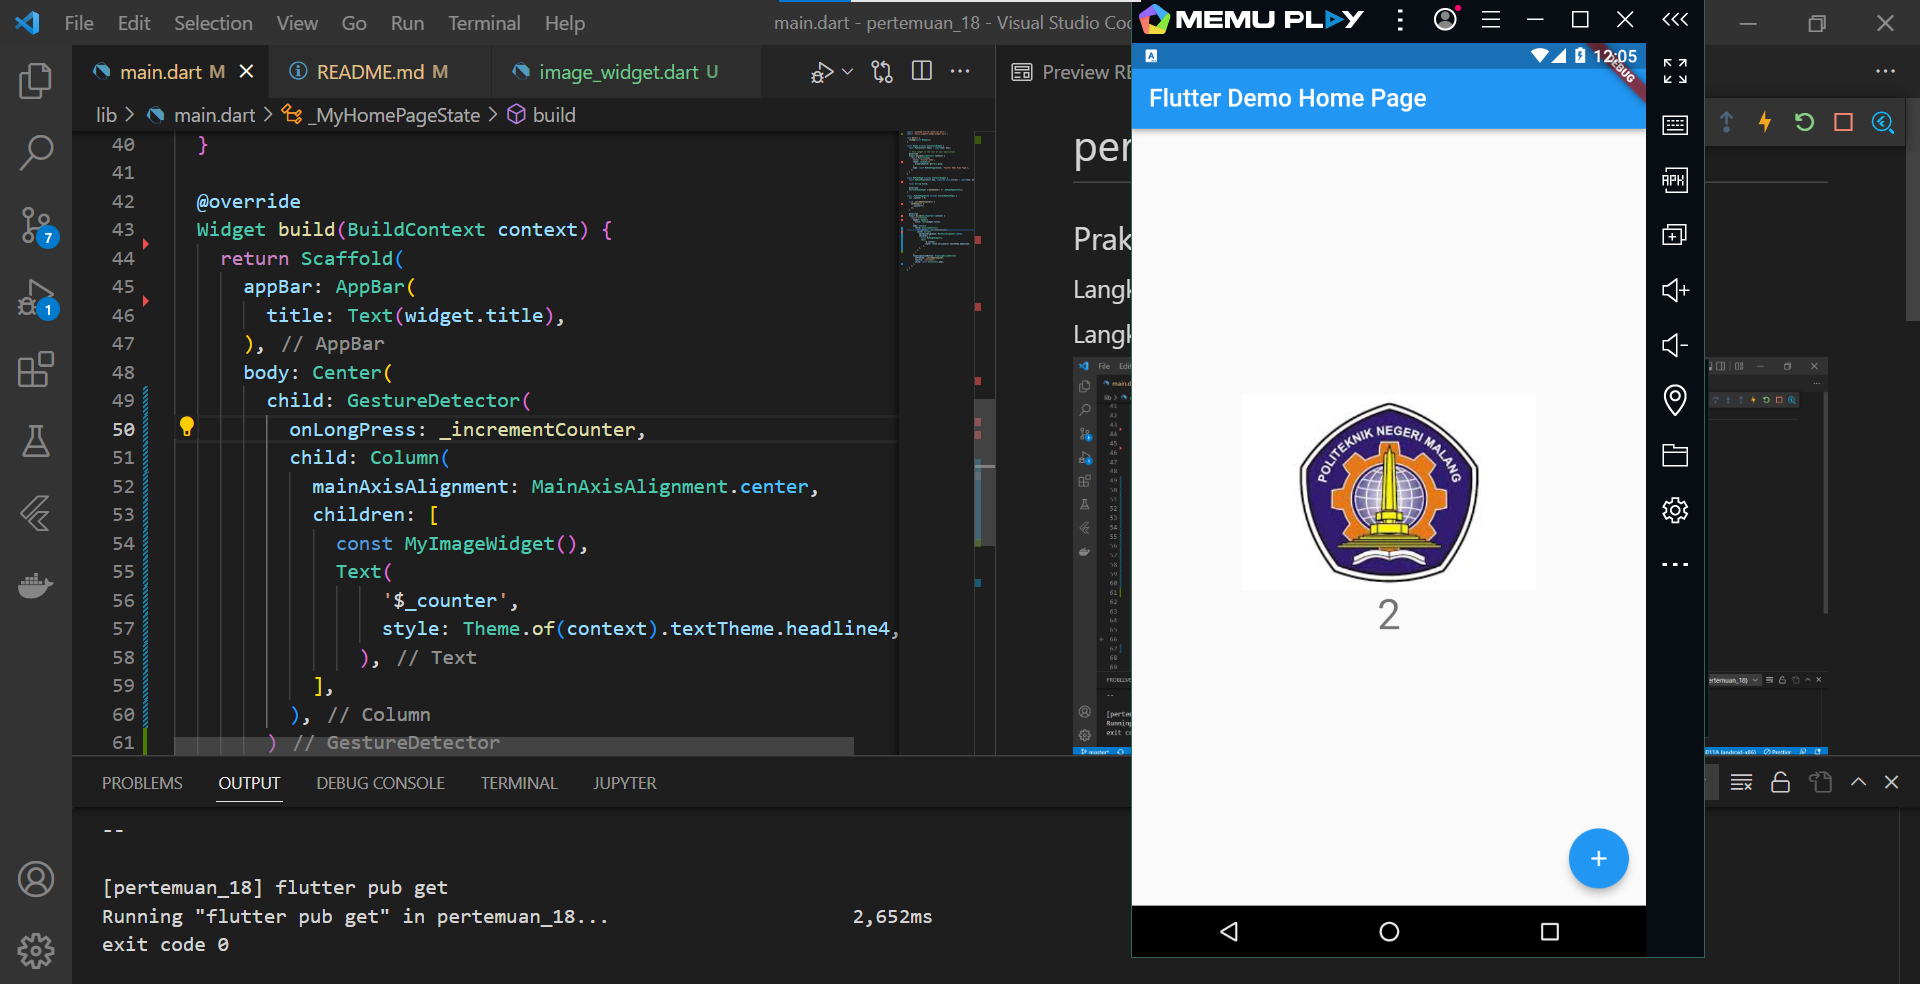 File Edit Selection View Go Run Terminal Help
main.dart - pertemuan_18 - Visual Studio Co
main.dart M
README.md M
image_widget.dart U
Preview RE
lib > main.dart > _MyHomePageState > build
40 }
41
42 @override
43 Widget build(BuildContext context) {
44 return Scaffold(
45 appBar: AppBar(
46 title: Text(widget.title),
47 ), // AppBar
48 body: Center(
49 child: GestureDetector(
50 onLongPress: _incrementCounter,
51 child: Column(
52 mainAxisAlignment: MainAxisAlignment.center,
53 children: [
54 const MyImageWidget(),
55 Text(
56 '$_counter',
57 style: Theme.of(context).textTheme.headline4,
58 ), // Text
59 ],
60 ), // Column
61 ) // GestureDetector
7
1
per
Prak
Langk
Langk
PROBLEMS OUTPUT DEBUG CONSOLE TERMINAL JUPYTER
--
[pertemuan_18] flutter pub get
Running "flutter pub get" in pertemuan_18... 2,652ms
exit code 0
MEMU PLAY
A
12:05
DEBUG
Flutter Demo Home Page
POLITEKNIK NEGERI MALANG
2
+
APK